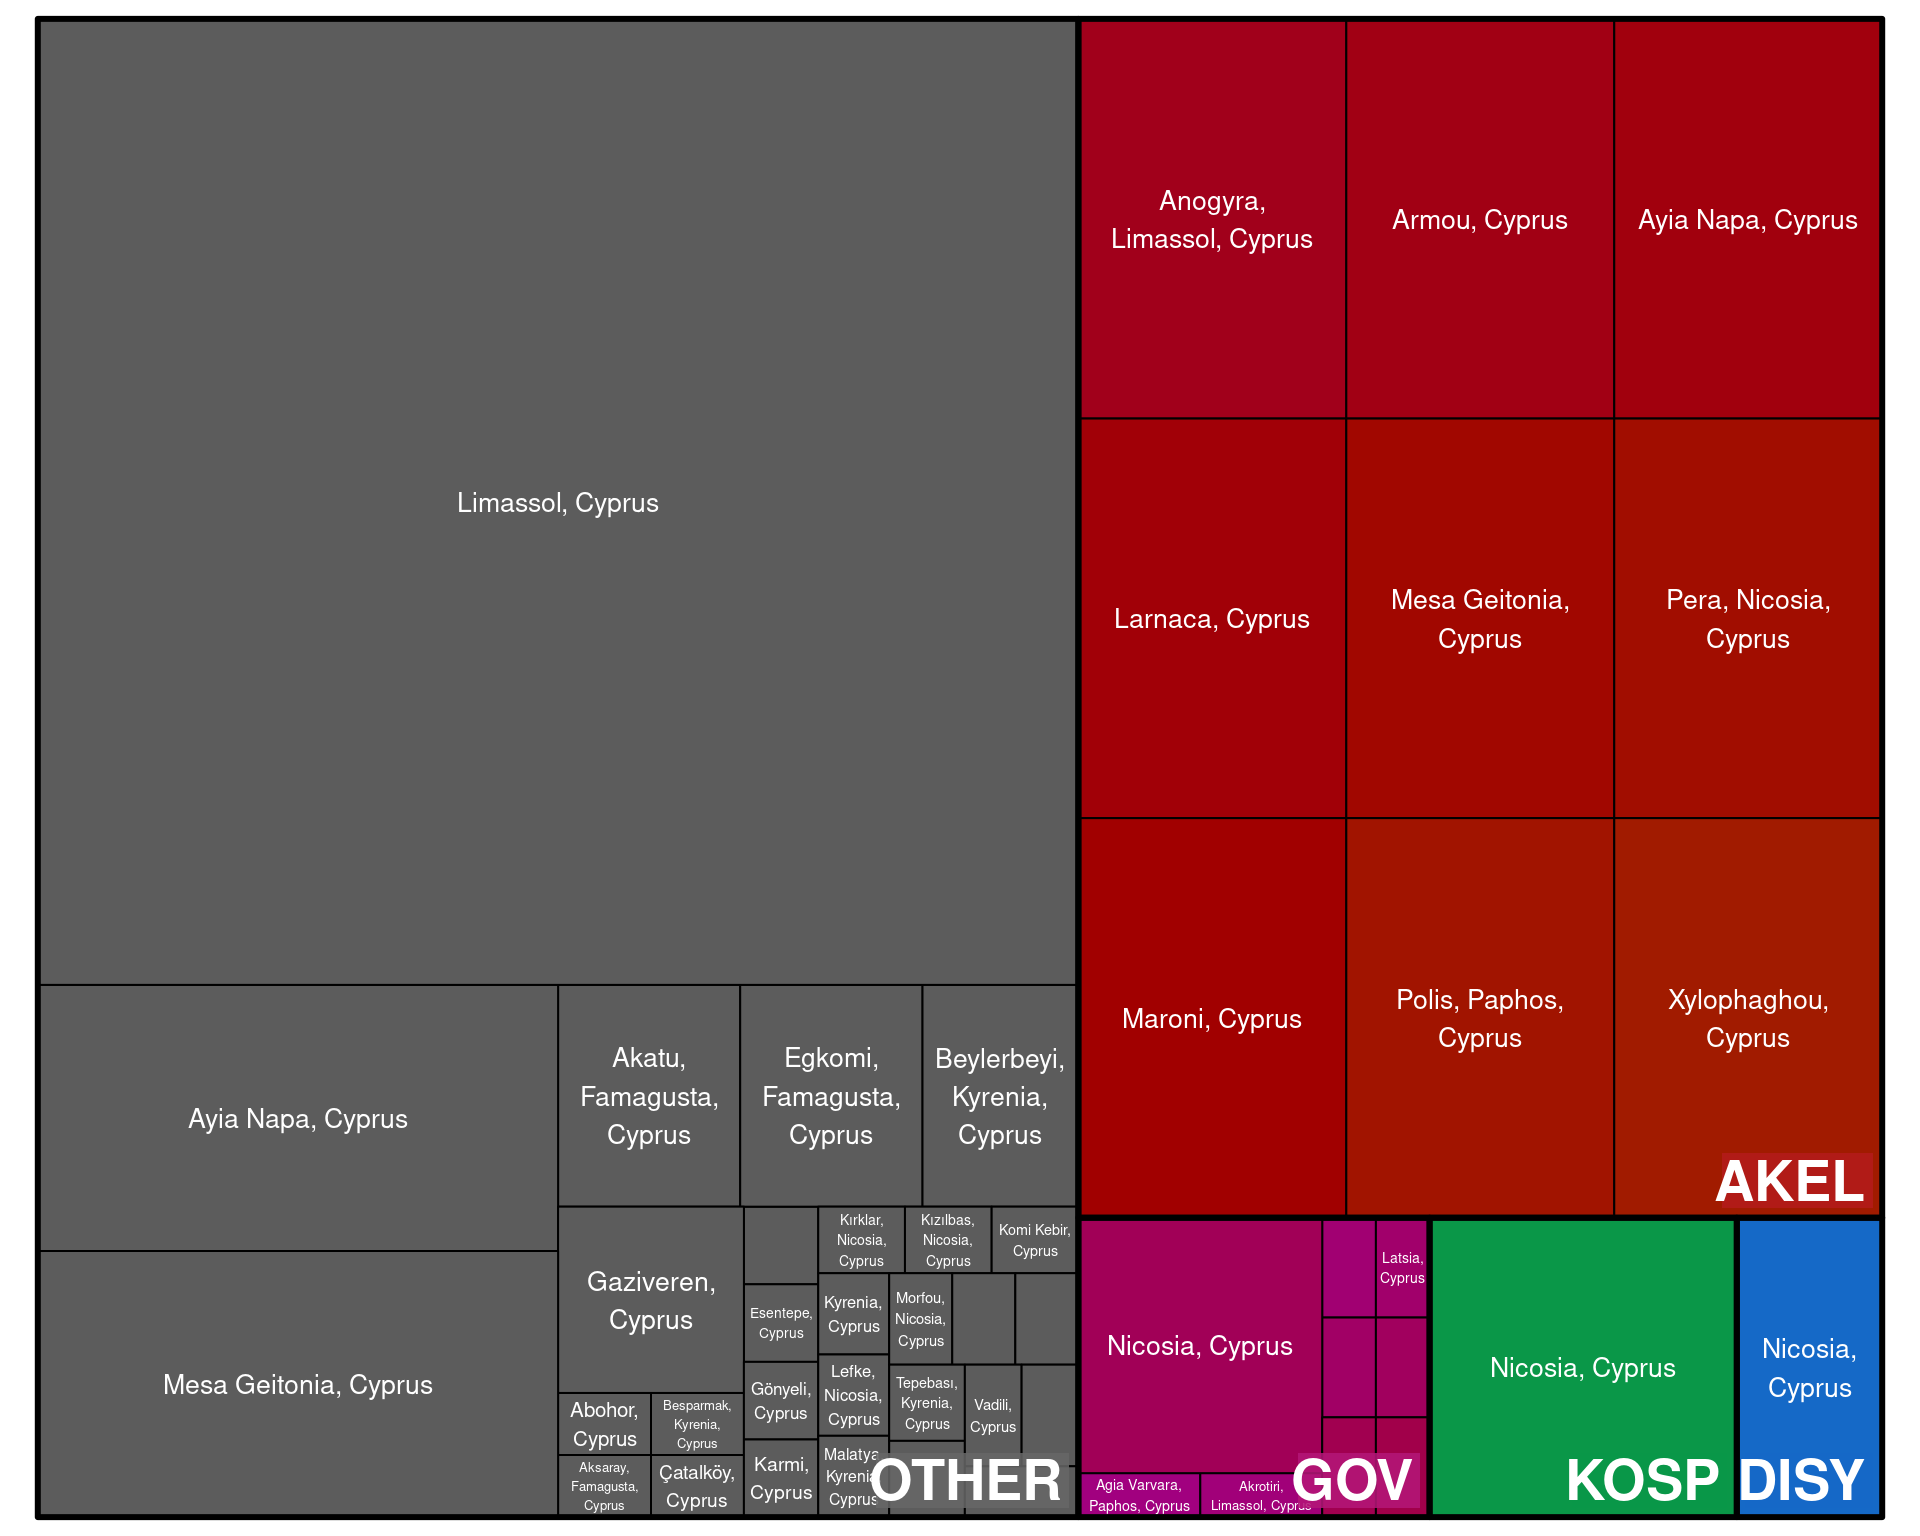 Limassol, Cyprus
Ayia Napa, Cyprus
Mesa Geitonia, Cyprus
Akatu,
Famagusta,
Cyprus
Egkomi,
Famagusta,
Cyprus
Beylerbeyi,
Kyrenia,
Cyprus
Gaziveren,
Cyprus
Abohor,
Cyprus
Besparmak,
Kyrenia,
Cyprus
Aksaray,
Famagusta,
Cyprus
Çatalköy,
Cyprus
Esentepe,
Cyprus
Gönyeli,
Cyprus
Karmi,
Cyprus
Kırklar,
Nicosia,
Cyprus
Kızılbas,
Nicosia,
Cyprus
Komi Kebir,
Cyprus
Kyrenia,
Cyprus
Lefke,
Nicosia,
Cyprus
Malatya
Kyrenia
Cyprus
Morfou,
Nicosia,
Cyprus
Tepebası,
Kyrenia,
Cyprus
Vadili,
Cyprus
OTHER
Anogyra,
Limassol, Cyprus
Armou, Cyprus
Ayia Napa, Cyprus
Larnaca, Cyprus
Mesa Geitonia,
Cyprus
Pera, Nicosia,
Cyprus
Maroni, Cyprus
Polis, Paphos,
Cyprus
Xylophaghou,
Cyprus
AKEL
Nicosia, Cyprus
Latsia,
Cyprus
Agia Varvara,
Paphos, Cyprus
Akrotiri,
Limassol, Cyprus
GOV
Nicosia, Cyprus
KOSP
Nicosia,
Cyprus
DISY